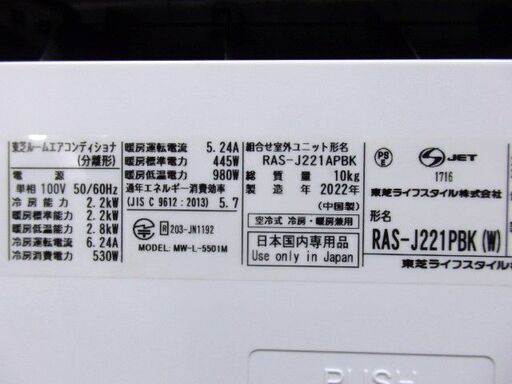 東芝ルームエアコンディショナ
(分離形)
電源
単相 100V 50/60Hz
冷房能力 2.2kW
暖房標準能力 2.2kW
暖房低温能力 2.8kW
冷房運転電流 6.24A
冷房消費電力 530W
暖房運転電流 5.24A
暖房標準電力 445W
暖房低温電力 980W
通年エネルギー消費効率
(JIS C 9612:2013) 5.7
R 203-JN1192
MODEL: MW-L-5501M
組合せ室外ユニット形名
RAS-J221APBK
総質量 10kg
製造年 2022年
(中国製)
空冷式 冷房・暖房兼用
日本国内専用品
Use only in Japan
PS
E
JET
1716
東芝ライフスタイル株式会社
形名
RAS-J221PBK(W)
東芝ライフスタイル
PUSH